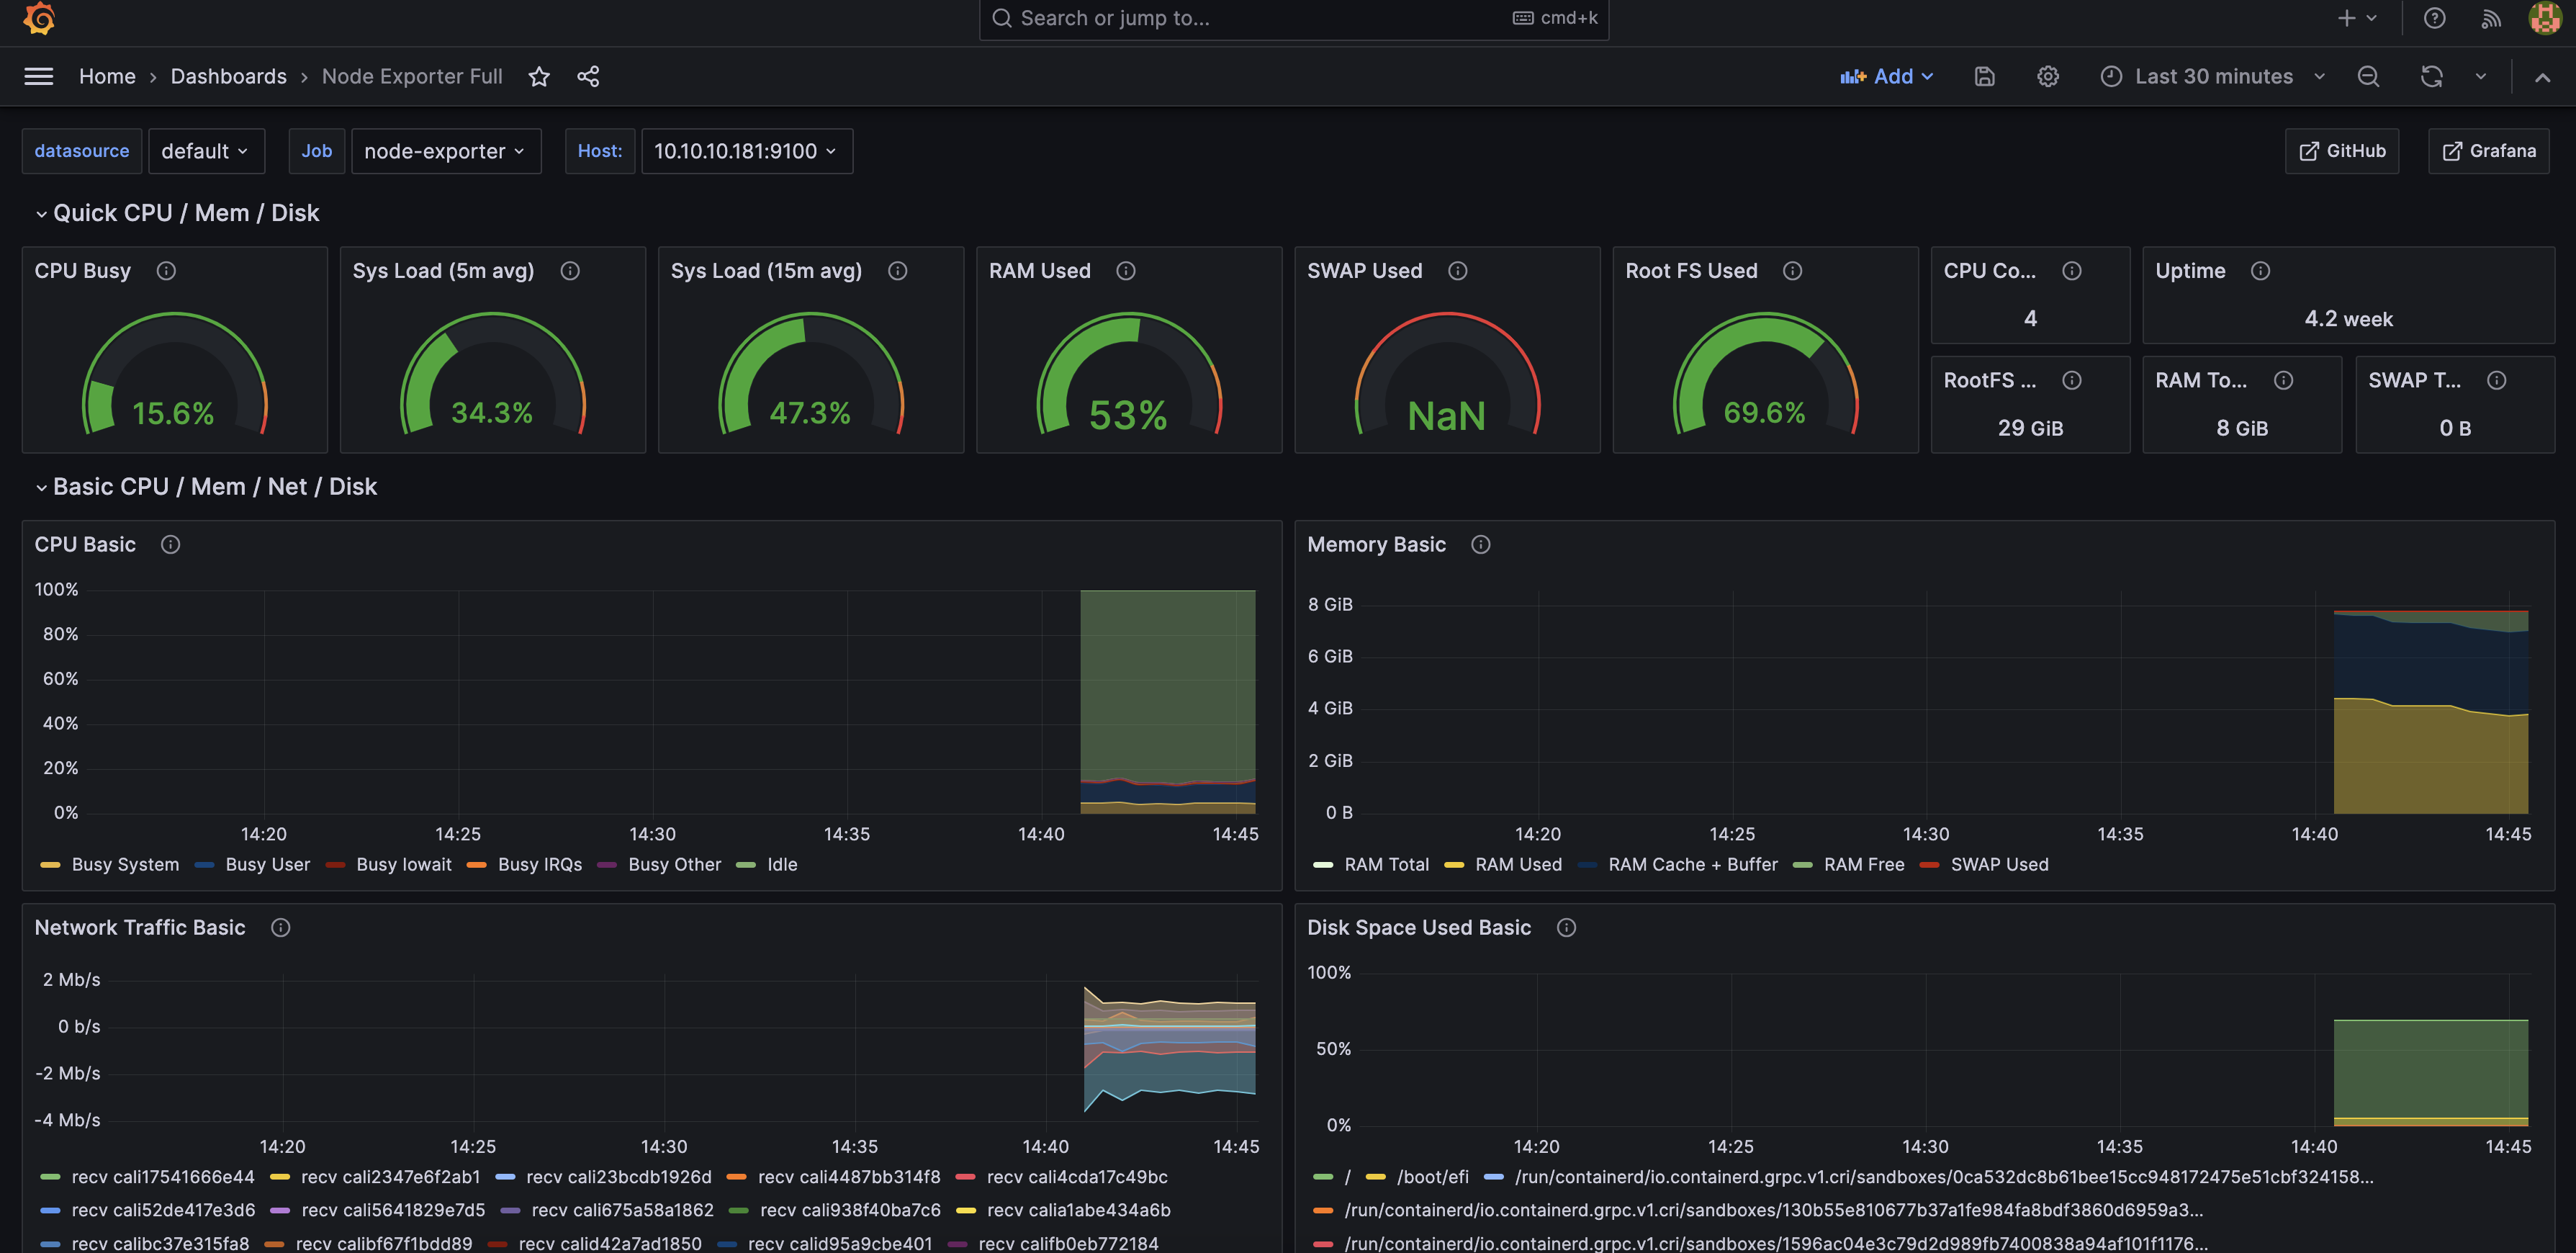 Search or jump to... cmd+k
Home › Dashboards › Node Exporter Full Add Last 30 minutes
datasource default Job node-exporter Host: 10.10.10.181:9100 GitHub Grafana
Quick CPU / Mem / Disk
CPU Busy Sys Load (5m avg) Sys Load (15m avg) RAM Used SWAP Used Root FS Used CPU Co... Uptime
4 4.2 week
RootFS ... RAM To... SWAP T...
15.6% 34.3% 47.3% 53% NaN 69.6% 29 GiB 8 GiB 0 B
Basic CPU / Mem / Net / Disk
CPU Basic
100%
80%
60%
40%
20%
0%
14:20 14:25 14:30 14:35 14:40 14:45
Busy System Busy User Busy Iowait Busy IRQs Busy Other Idle
Memory Basic
8 GiB
6 GiB
4 GiB
2 GiB
0 B
14:20 14:25 14:30 14:35 14:40 14:45
RAM Total RAM Used RAM Cache + Buffer RAM Free SWAP Used
Network Traffic Basic
2 Mb/s
0 b/s
-2 Mb/s
-4 Mb/s
14:20 14:25 14:30 14:35 14:40 14:45
recv cali17541666e44 recv cali2347e6f2ab1 recv cali23bcdb1926d recv cali4487bb314f8 recv cali4cda17c49bc
recv cali52de417e3d6 recv cali5641829e7d5 recv cali675a58a1862 recv cali938f40ba7c6 recv calia1abe434a6b
recv calibc37e315fa8 recv calibf67f1bdd89 recv calid42a7ad1850 recv calid95a9cbe401 recv califb0eb772184
Disk Space Used Basic
100%
50%
0%
14:20 14:25 14:30 14:35 14:40 14:45
/ /boot/efi /run/containerd/io.containerd.grpc.v1.cri/sandboxes/0ca532dc8b61bee15cc948172475e51cbf324158...
/run/containerd/io.containerd.grpc.v1.cri/sandboxes/130b55e810677b37a1fe984fa8bdf3860d6959a3...
/run/containerd/io.containerd.grpc.v1.cri/sandboxes/1596ac04e3c79d2d989fb7400838a94af101f1176...